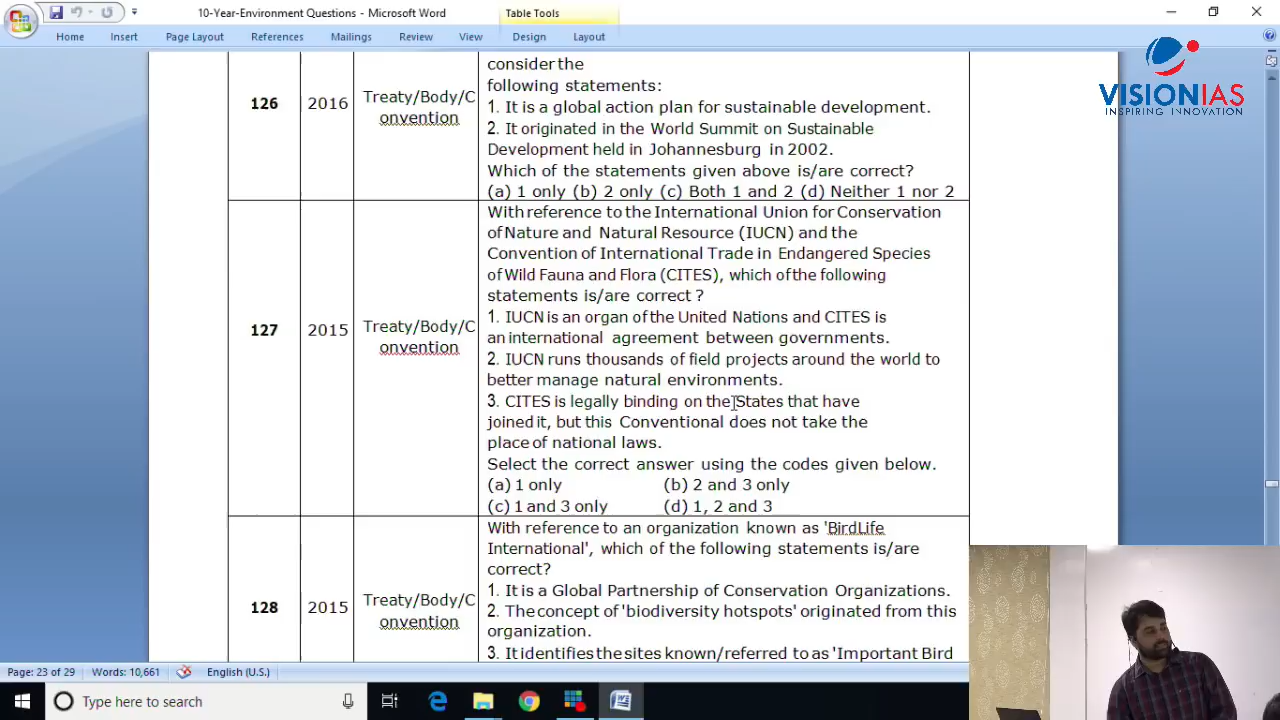 10-Year-Environment Questions - Microsoft Word
Table Tools
Home Insert Page Layout References Mailings Review View Design Layout
VISIONIAS
INSPIRING INNOVATION
126 2016 Treaty/Body/C
onvention
consider the
following statements:
1. It is a global action plan for sustainable development.
2. It originated in the World Summit on Sustainable
Development held in Johannesburg in 2002.
Which of the statements given above is/are correct?
(a) 1 only (b) 2 only (c) Both 1 and 2 (d) Neither 1 nor 2
127 2015 Treaty/Body/C
onvention
With reference to the International Union for Conservation
of Nature and Natural Resource (IUCN) and the
Convention of International Trade in Endangered Species
of Wild Fauna and Flora (CITES), which of the following
statements is/are correct ?
1. IUCN is an organ of the United Nations and CITES is
an international agreement between governments.
2. IUCN runs thousands of field projects around the world to
better manage natural environments.
3. CITES is legally binding on the States that have
joined it, but this Conventional does not take the
place of national laws.
Select the correct answer using the codes given below.
(a) 1 only (b) 2 and 3 only
(c) 1 and 3 only (d) 1, 2 and 3
128 2015 Treaty/Body/C
onvention
With reference to an organization known as 'BirdLife
International', which of the following statements is/are
correct?
1. It is a Global Partnership of Conservation Organizations.
2. The concept of 'biodiversity hotspots' originated from this
organization.
3. It identifies the sites known/referred to as 'Important Bird
Page: 23 of 29 Words: 10,661 English (U.S.)
Type here to search